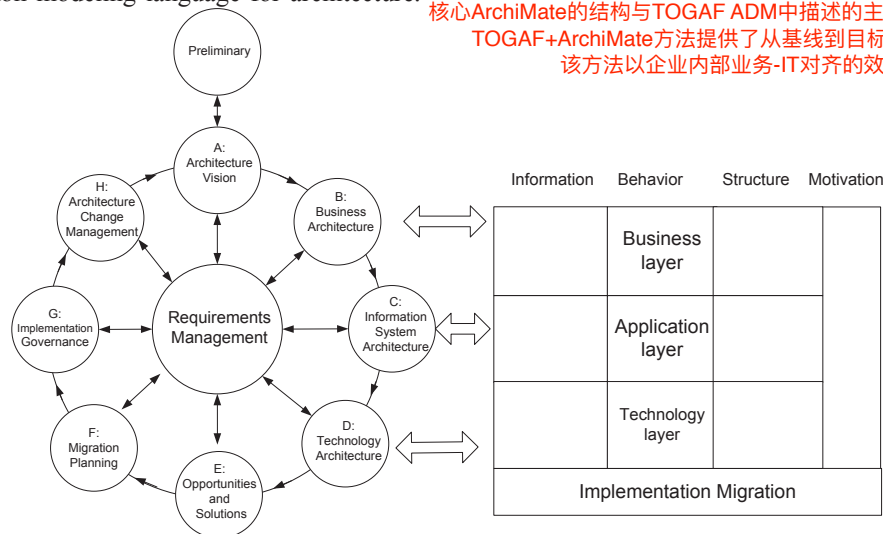 on modeling language for architecture.
核心ArchiMate的结构与TOGAF ADM中描述的主
TOGAF+ArchiMate方法提供了从基线到目标
该方法以企业内部业务-IT对齐的效
Preliminary
A:
Architecture
Vision
H:
Architecture
Change
Management
B:
Business
Architecture
G:
Implementation
Governance
Requirements
Management
C:
Information
System
Architecture
F:
Migration
Planning
D:
Technology
Architecture
E:
Opportunities
and
Solutions
Information Behavior Structure Motivation
Business
layer
Application
layer
Technology
layer
Implementation Migration